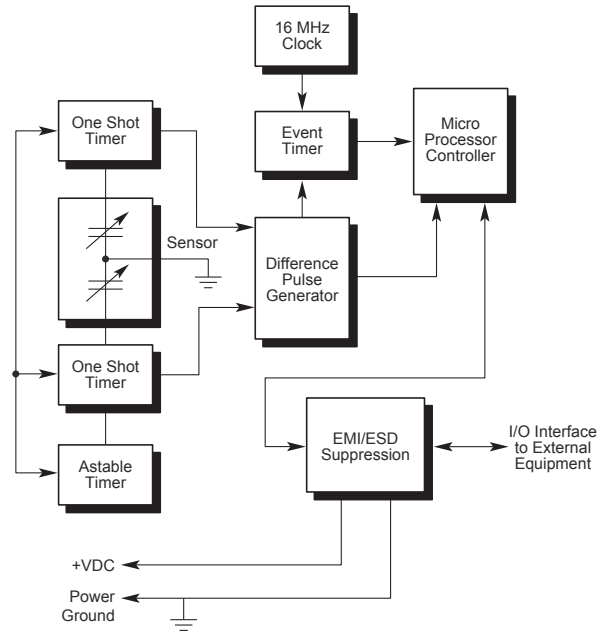 16 MHz
Clock
One Shot
Timer
Event
Timer
Micro
Processor
Controller
Sensor
Difference
Pulse
Generator
One Shot
Timer
Astable
Timer
EMI/ESD
Suppression
I/O Interface
to External
Equipment
+VDC
Power
Ground